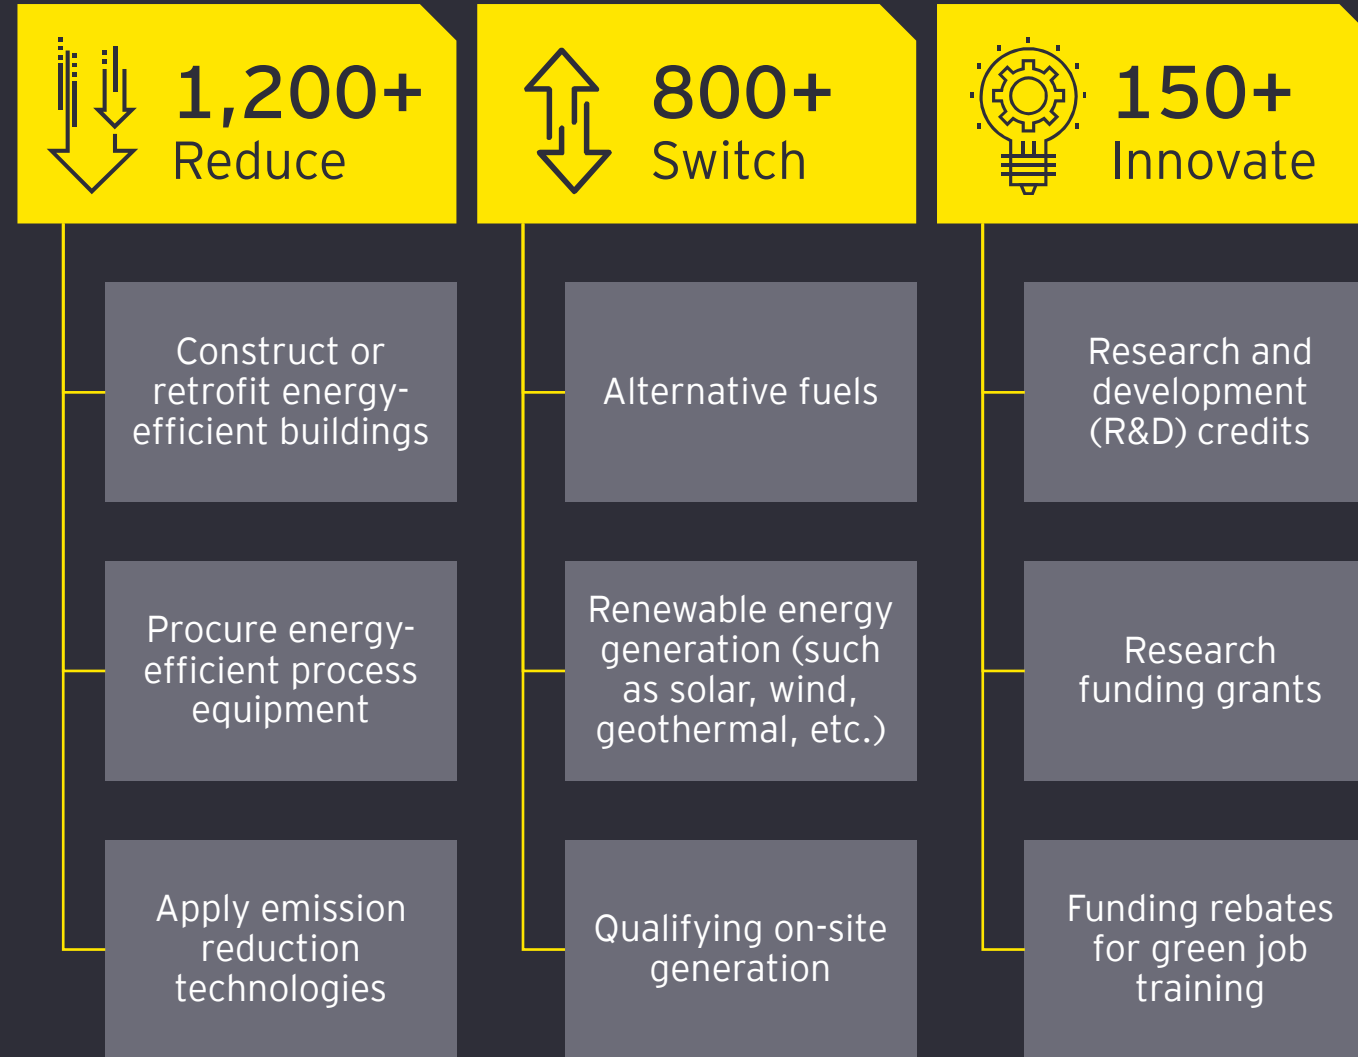 1,200+
Reduce
Construct or
retrofit energy-
efficient buildings
Procure energy-
efficient process
equipment
Apply emission
reduction
technologies
800+
Switch
Alternative fuels
Renewable energy
generation (such
as solar, wind,
geothermal, etc.)
Qualifying on-site
generation
150+
Innovate
Research and
development
(R&D) credits
Research
funding grants
Funding rebates
for green job
training